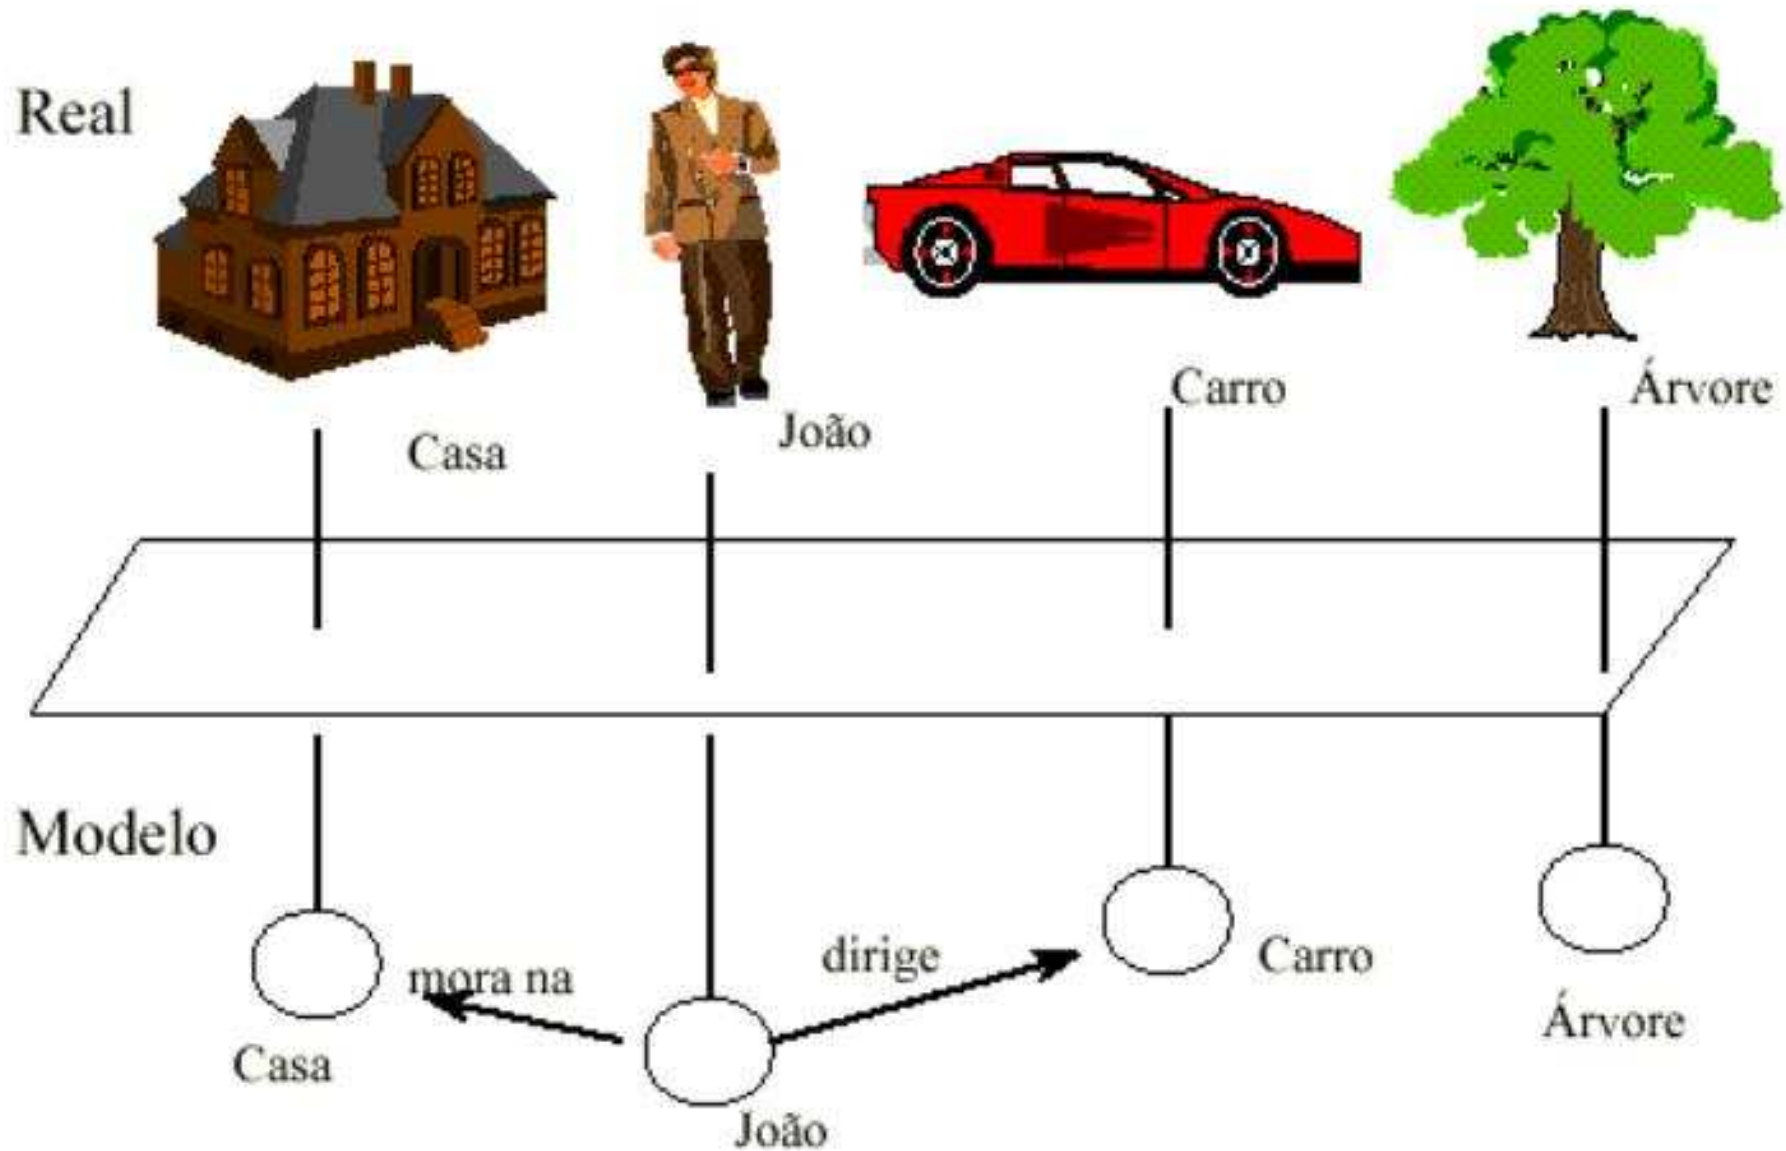 Real
Casa
João
Carro
Árvore
Modelo
mora na
dirige
Casa
João
Carro
Árvore